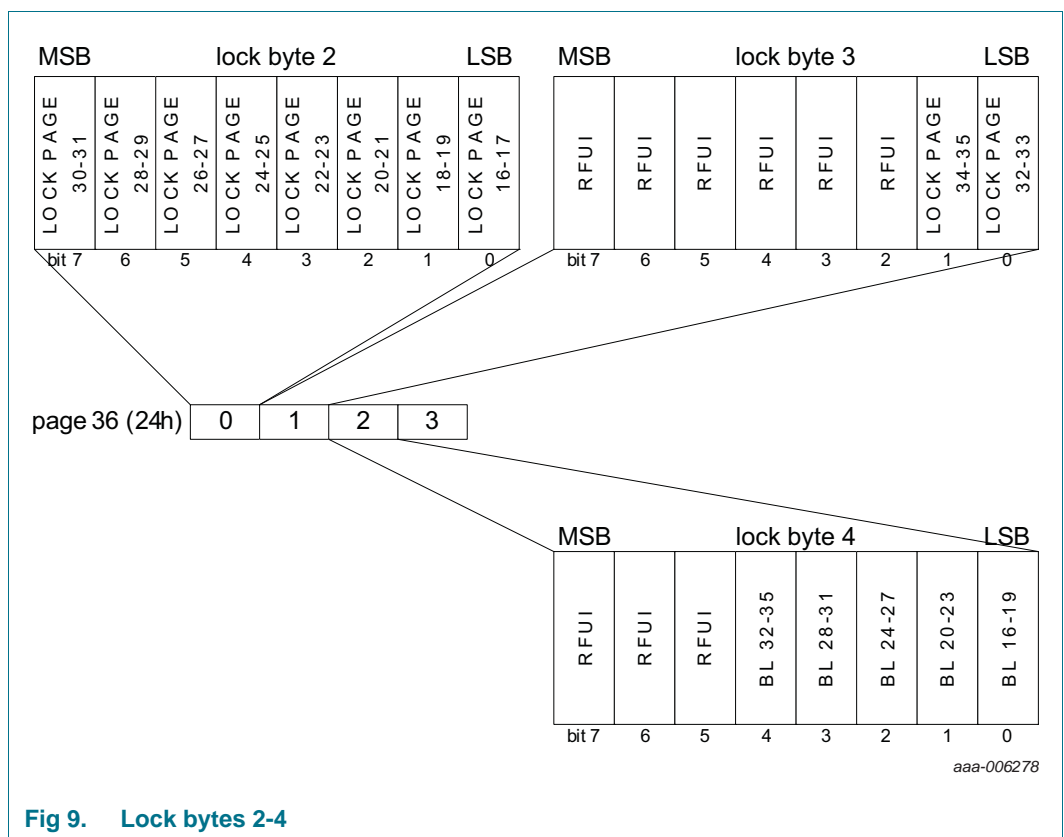 MSB lock byte 2 LSB
LOCK PAGE 30-31
LOCK PAGE 28-29
LOCK PAGE 26-27
LOCK PAGE 24-25
LOCK PAGE 22-23
LOCK PAGE 20-21
LOCK PAGE 18-19
LOCK PAGE 16-17
bit 7 6 5 4 3 2 1 0
MSB lock byte 3 LSB
RFUI
RFUI
RFUI
RFUI
RFUI
RFUI
LOCK PAGE 34-35
LOCK PAGE 32-33
bit 7 6 5 4 3 2 1 0
page 36 (24h) 0 1 2 3
MSB lock byte 4 LSB
RFUI
RFUI
RFUI
BL 32-35
BL 28-31
BL 24-27
BL 20-23
BL 16-19
bit 7 6 5 4 3 2 1 0
aaa-006278
Fig 9. Lock bytes 2-4